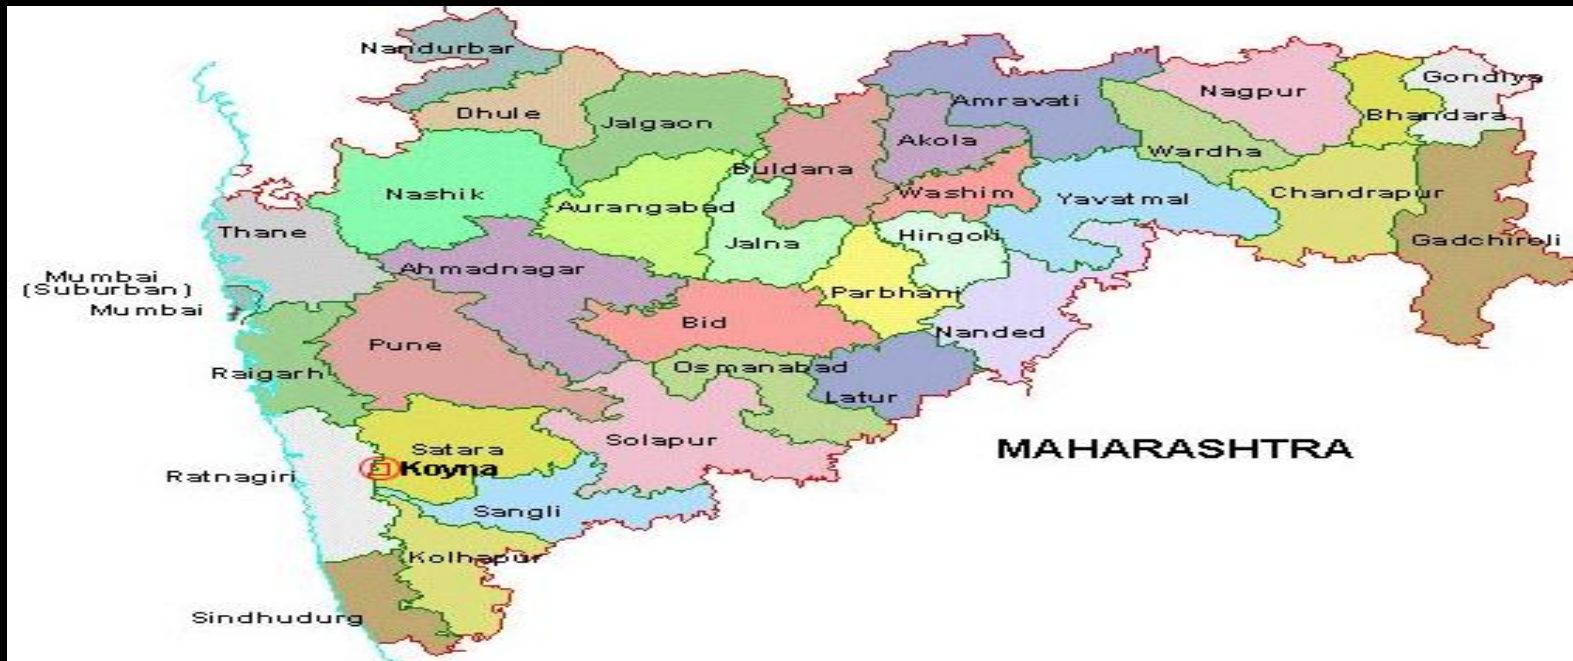 Nandurbar
Dhule
Jalgaon
Amravati
Nagpur
Gondiya
Bhandara
Akola
Buldana
Wardha
Nashik
Aurangabad
Washim
Yavatmal
Chandrapur
Thane
Jalna
Hingoli
Gadchiroli
Ahmadnagar
Mumbai
(Suburban)
Mumbai
Parbhani
Bid
Nanded
Pune
Raigarh
Osmanabad
Latur
Solapur
Satara
MAHARASHTRA
Koyna
Ratnagiri
Sangli
Kolhapur
Sindhudurg